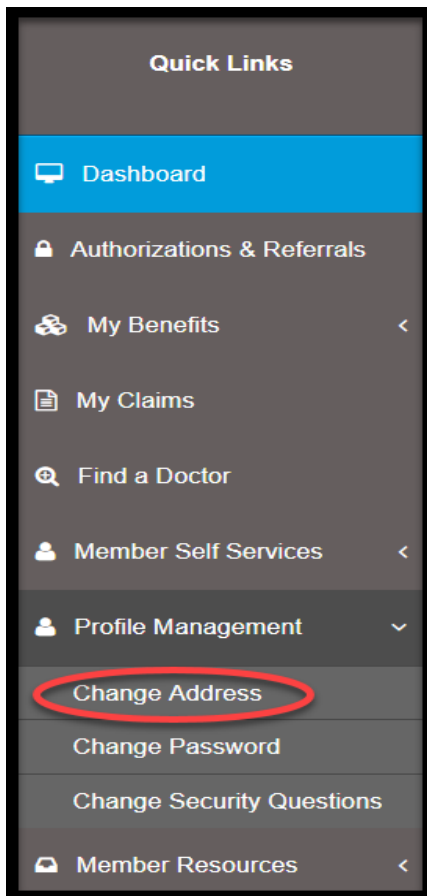 Quick Links
Dashboard
Authorizations & Referrals
My Benefits
My Claims
Find a Doctor
Member Self Services
Profile Management
Change Address
Change Password
Change Security Questions
Member Resources